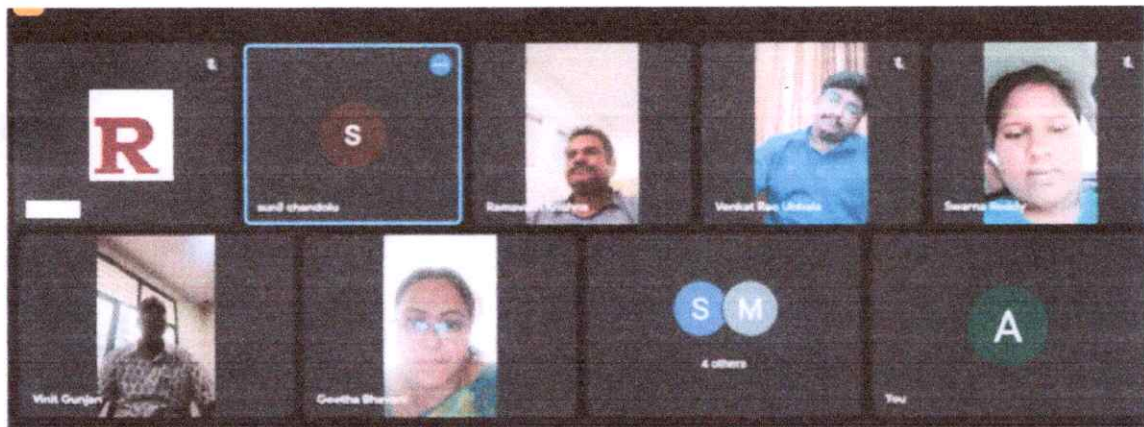 R
S
sunil chandolu
Venkat Rao
Swarna Reddy
Vinit Gunjan
Geetha Bhavani
S M
4 others
A
You